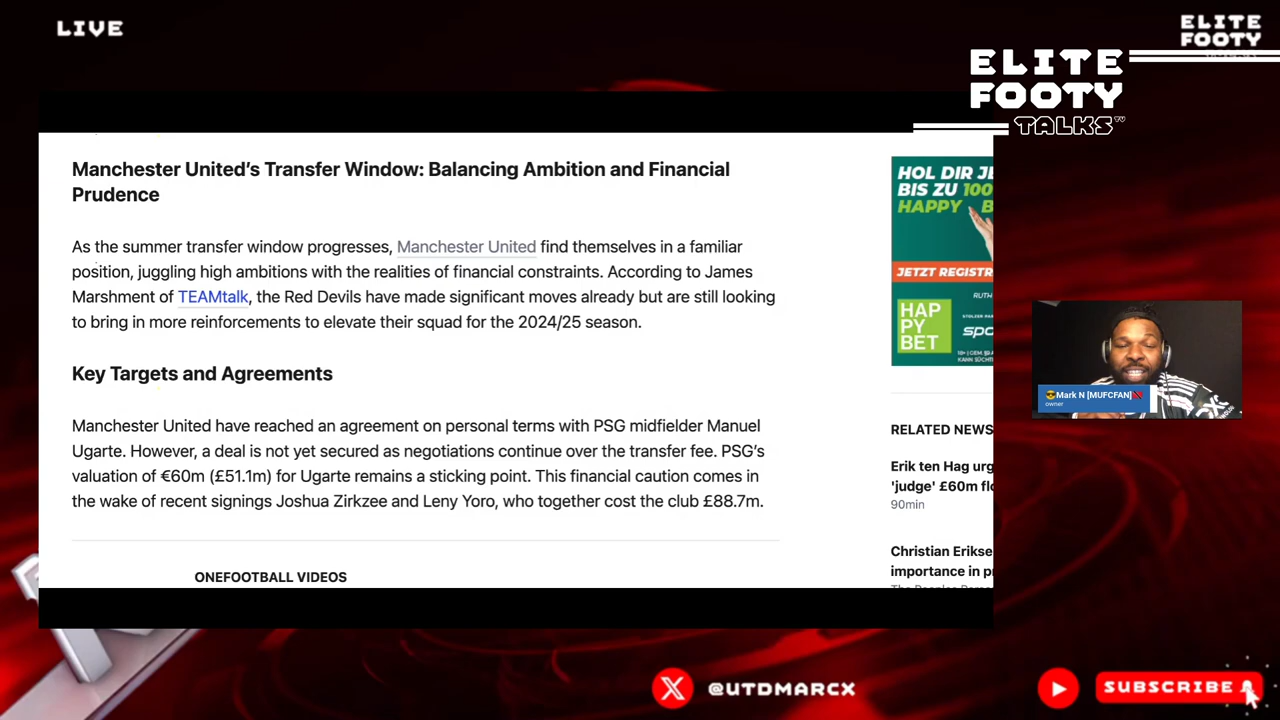 LIVE
ELITE
FOOTY
ELITE
FOOTY
TALKS
Manchester United’s Transfer Window: Balancing Ambition and Financial
Prudence
As the summer transfer window progresses, Manchester United find themselves in a familiar
position, juggling high ambitions with the realities of financial constraints. According to James
Marshment of TEAMtalk, the Red Devils have made significant moves already but are still looking
to bring in more reinforcements to elevate their squad for the 2024/25 season.
Key Targets and Agreements
Manchester United have reached an agreement on personal terms with PSG midfielder Manuel
Ugarte. However, a deal is not yet secured as negotiations continue over the transfer fee. PSG’s
valuation of €60m (£51.1m) for Ugarte remains a sticking point. This financial caution comes in
the wake of recent signings Joshua Zirkzee and Leny Yoro, who together cost the club £88.7m.
ONEFOOTBALL VIDEOS
HOL DIR JE
BIS ZU 100
HAPPY B
JETZT REGISTR
RUTH
HAP
PY
BET
RELATED NEWS
Erik ten Hag urg
'judge' £60m flo
90min
Christian Erikse
importance in p
Mark N [MUFCFAN]
owner
@UTDMARCX
SUBSCRIBE